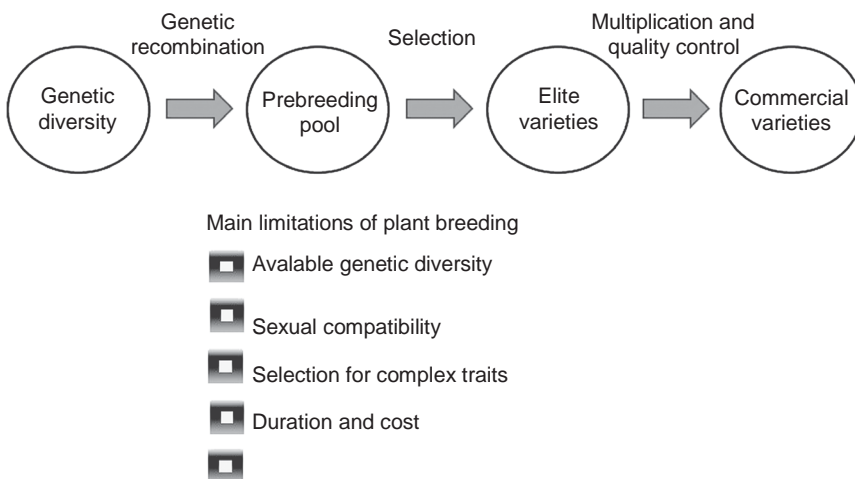 Genetic
recombination
Selection
Multiplication and
quality control
Genetic
diversity
Prebreeding
pool
Elite
varieties
Commercial
varieties
Main limitations of plant breeding
Avalable genetic diversity
Sexual compatibility
Selection for complex traits
Duration and cost